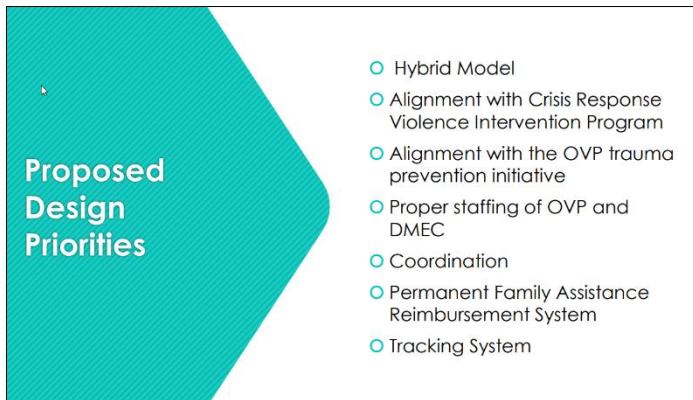 Proposed
Design
Priorities
Hybrid Model
Alignment with Crisis Response
Violence Intervention Program
Alignment with the OVP trauma
prevention initiative
Proper staffing of OVP and
DMEC
Coordination
Permanent Family Assistance
Reimbursement System
Tracking System